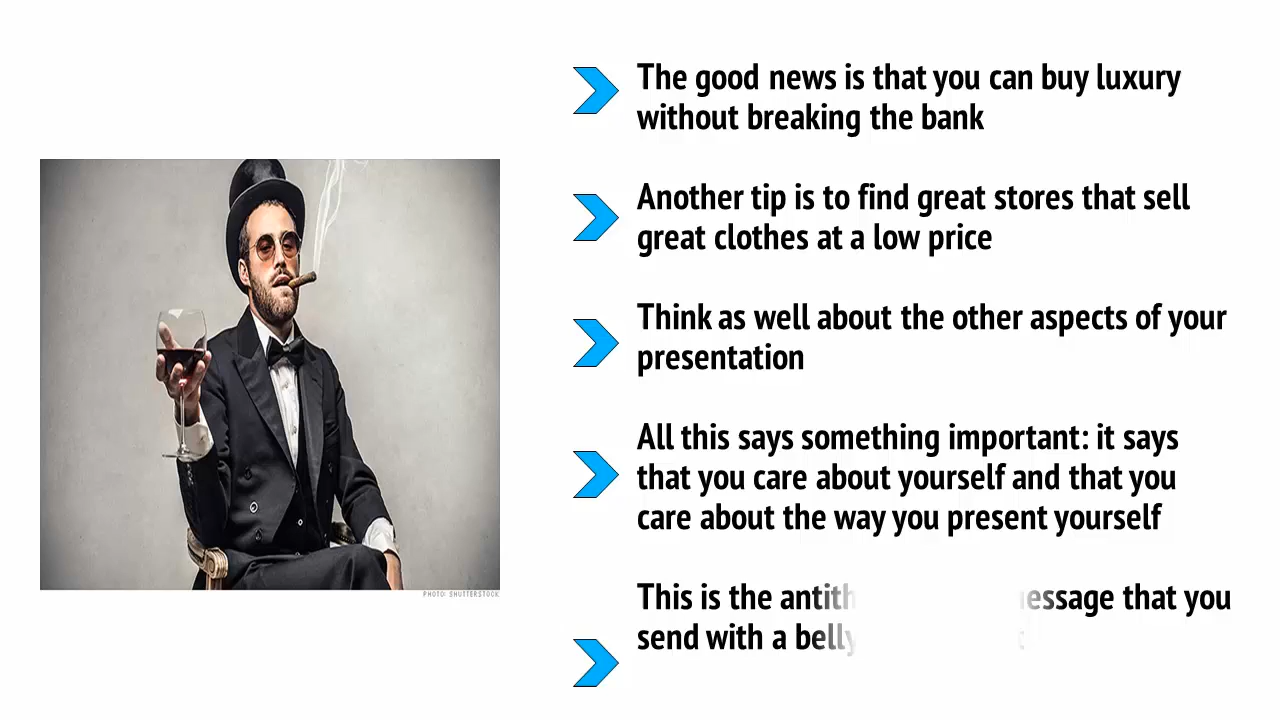 The good news is that you can buy luxury
without breaking the bank
Another tip is to find great stores that sell
great clothes at a low price
Think as well about the other aspects of your
presentation
All this says something important: it says
that you care about yourself and that you
care about the way you present yourself
This is the that you
send with a belly
PHOTO: SHUTTERSTOCK